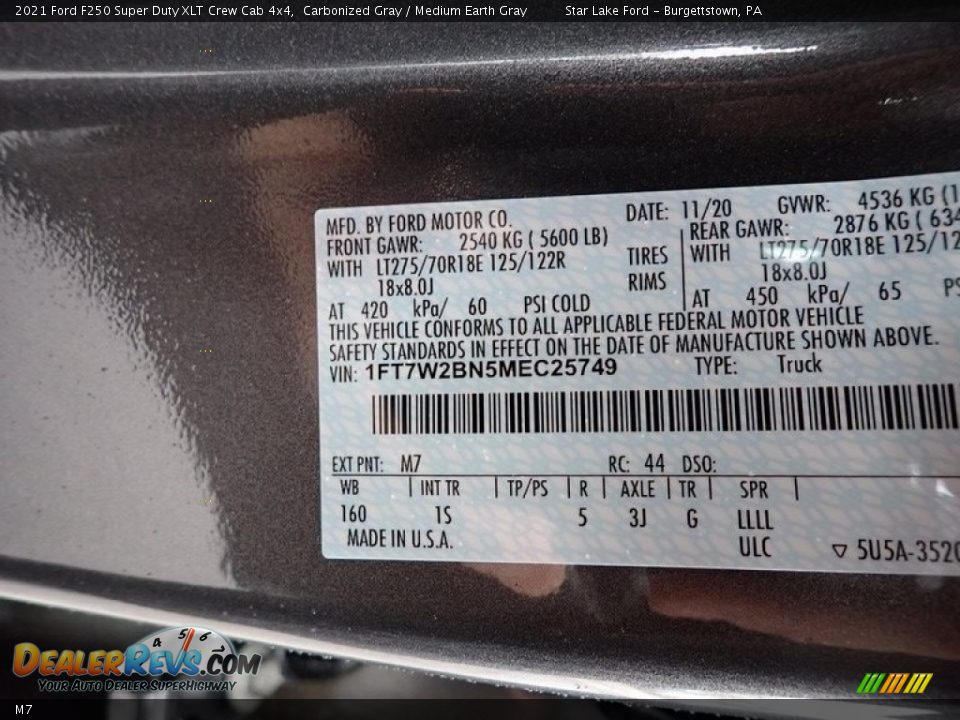 2021 Ford F250 Super Duty XLT Crew Cab 4x4, Carbonized Gray / Medium Earth Gray Star Lake Ford - Burgettstown, PA
MFD. BY FORD MOTOR CO. DATE: 11/20 GVWR: 4536 KG
FRONT GAWR: 2540 KG ( 5600 LB) REAR GAWR: 2876 KG
WITH LT275/70R18E 125/122R TIRES WITH LT275/70R18E
18x8.0J RIMS 18x8.0J
AT 420 kPa/ 60 PSI COLD AT 450 kPa/ 65
THIS VEHICLE CONFORMS TO ALL APPLICABLE FEDERAL MOTOR VEHICLE
SAFETY STANDARDS IN EFFECT ON THE DATE OF MANUFACTURE SHOWN ABOVE.
VIN: 1FT7W2BN5MEC25749 TYPE: Truck
EXT PNT: M7 RC: 44 DSO:
WB INT TR TP/PS R AXLE TR SPR
160 1S 5 3J G LLLL
MADE IN U.S.A. ULC
5U5A-3520
DealerRevs.com
Your Auto Dealer SuperHighway
M7